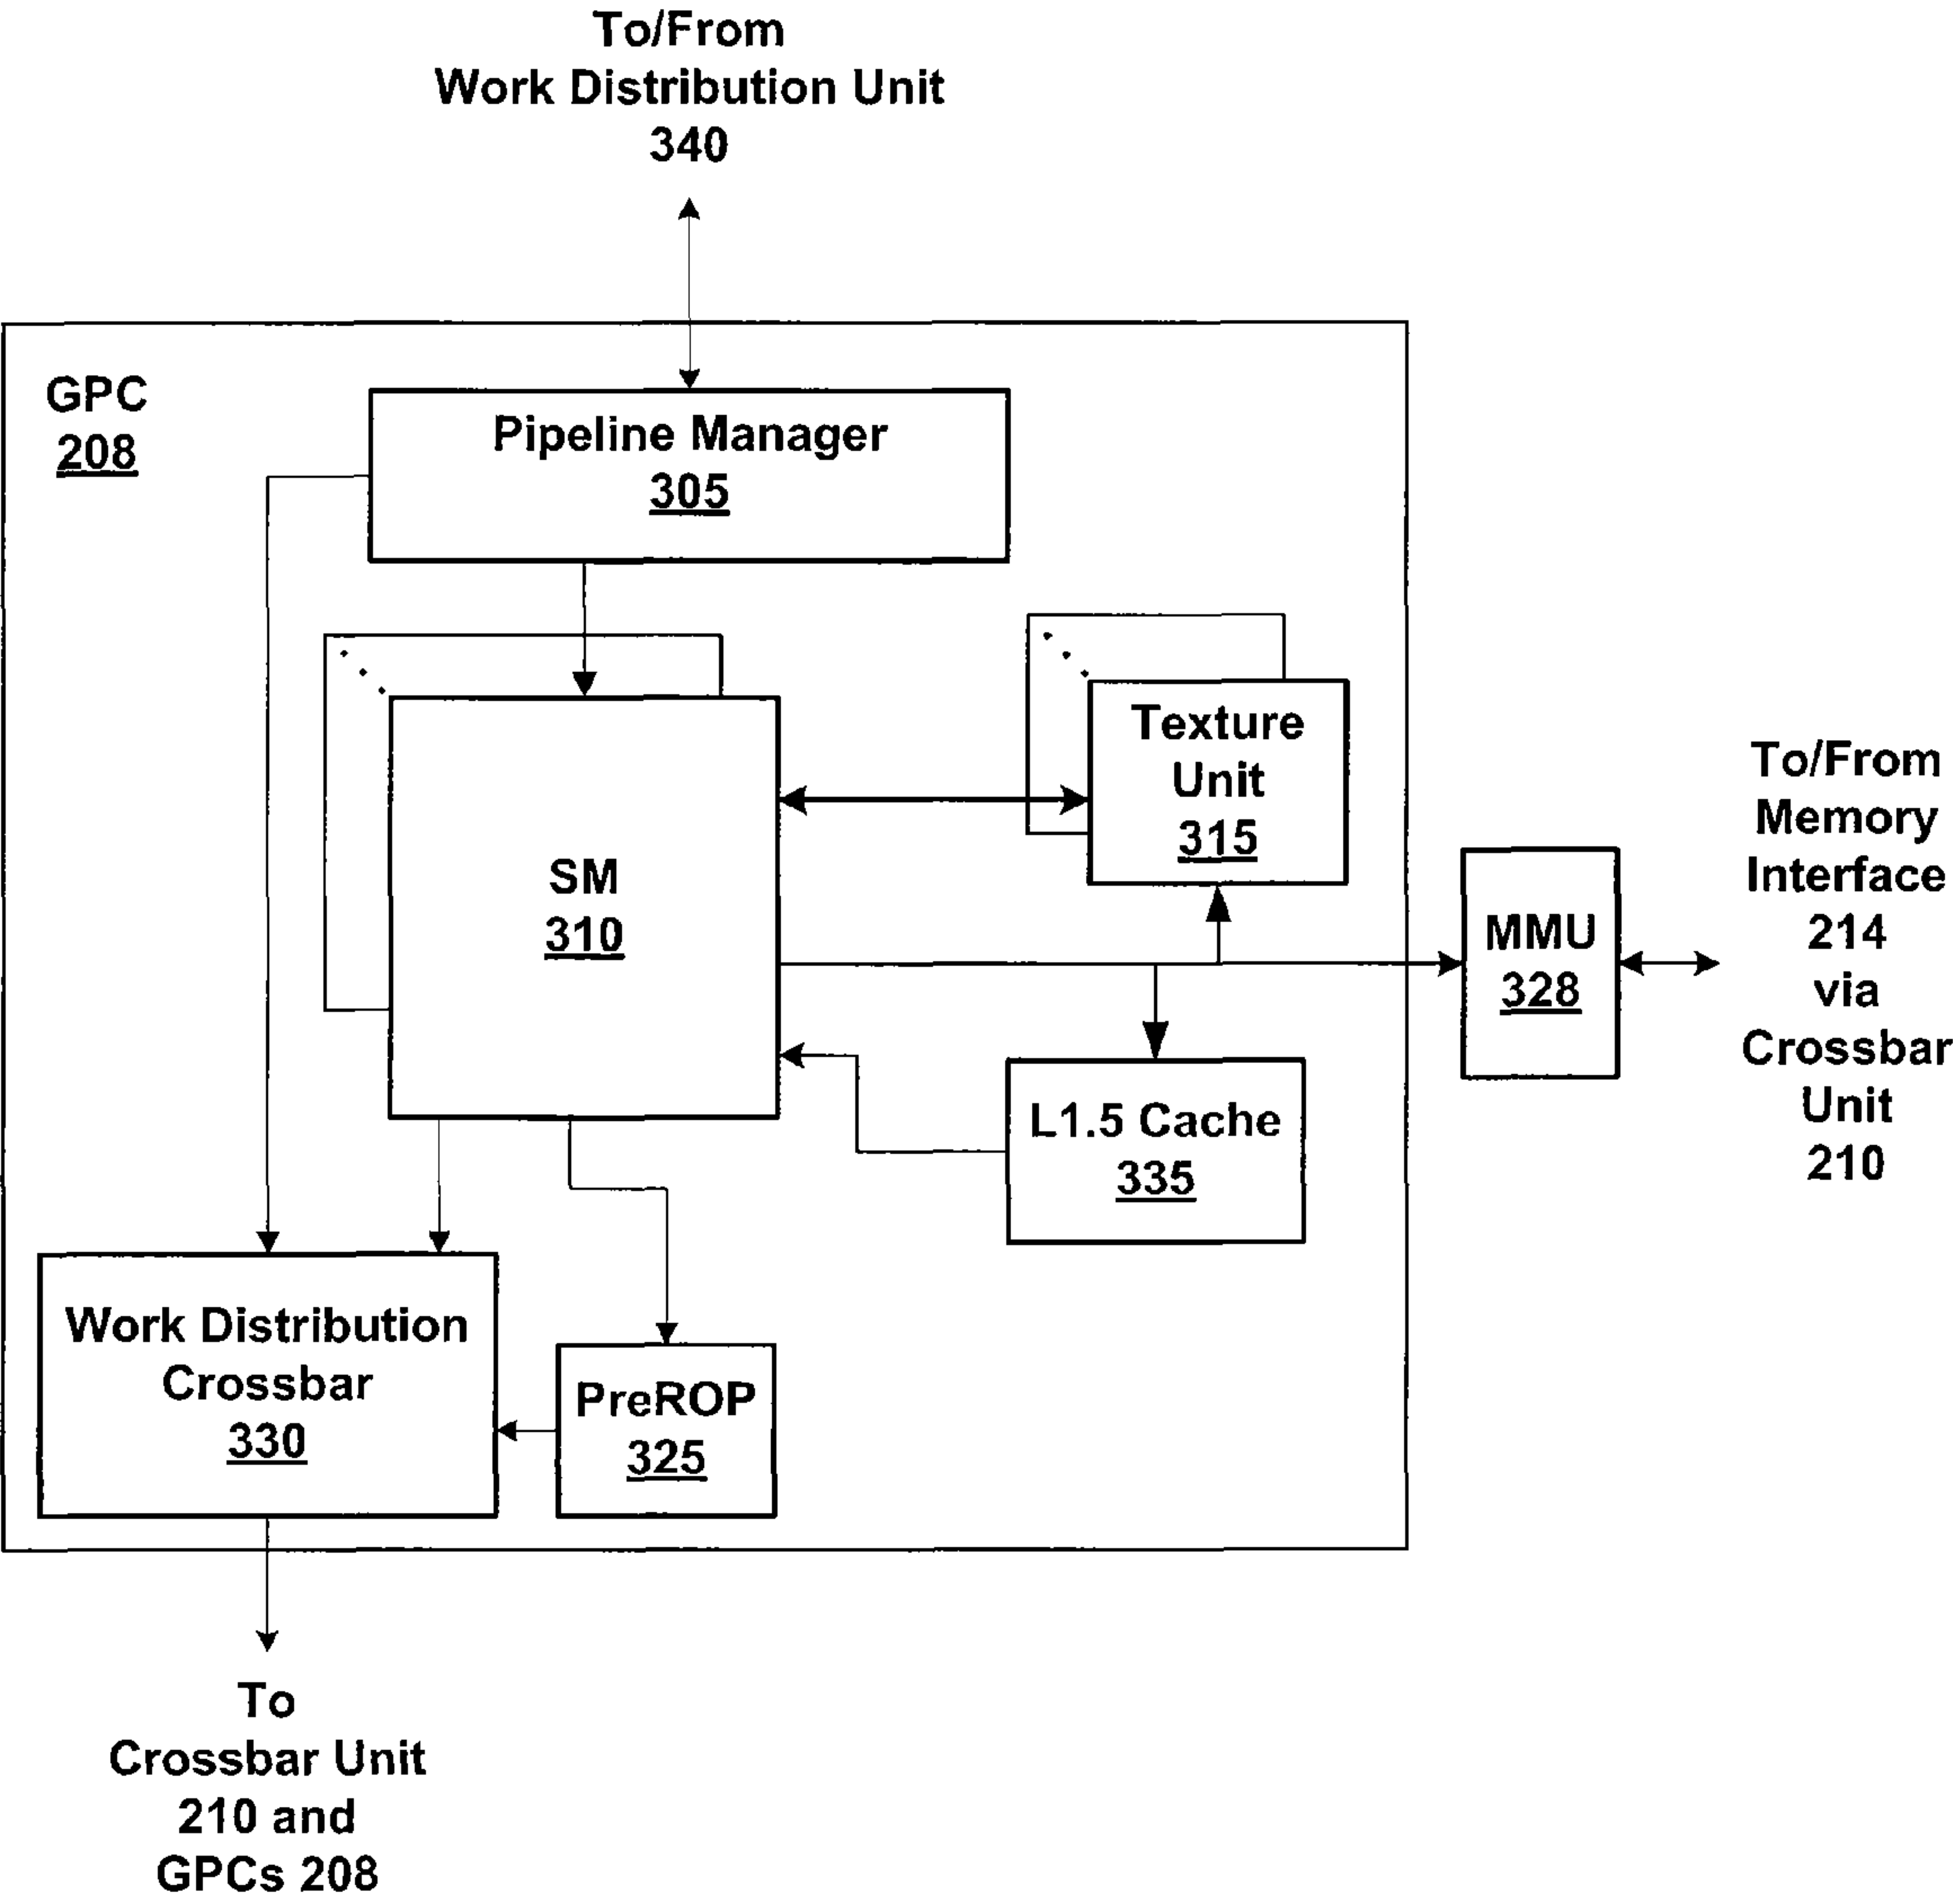 To/From
Work Distribution Unit
340
GPC
208
Pipeline Manager
305
Texture
Unit
315
SM
310
To/From
Memory
Interface
214
via
Crossbar
Unit
210
MMU
328
L1.5 Cache
335
Work Distribution
Crossbar
330
PreROP
325
To
Crossbar Unit
210 and
GPCs 208